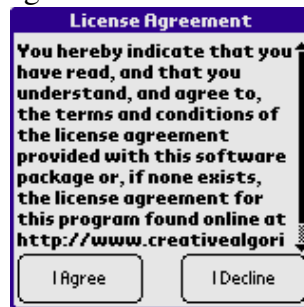 License Agreement
You hereby indicate that you
have read, and that you
understand, and agree to,
the terms and conditions of
the license agreement
provided with this software
package or, if none exists,
the license agreement for
this program found online at
http://www.creativealgori
I Agree
I Decline